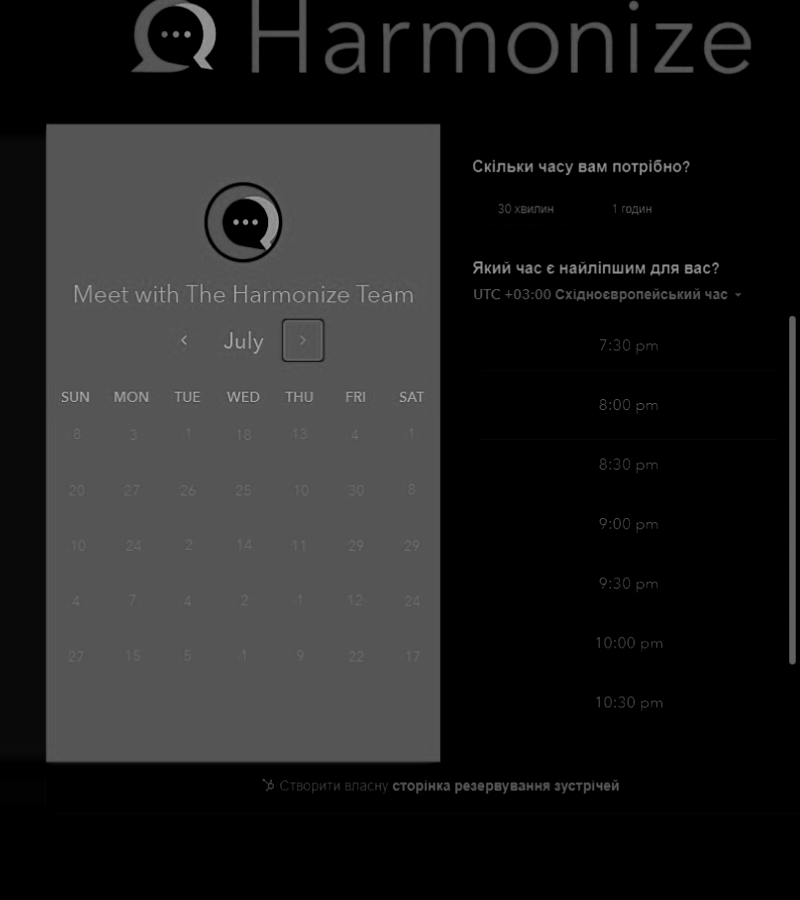 Harmonize
Meet with The Harmonize Team
July
SUN MON TUE WED THU FRI SAT
8 3 1 18 13 4 1
20 27 26 25 10 30 8
10 24 2 14 11 29 29
4 7 4 2 1 12 24
27 15 5 1 9 22 17
Скільки часу вам потрібно?
30 хвилин 1 годин
Який час є найліпшим для вас?
UTC +03:00 Східноєвропейський час
7:30 pm
8:00 pm
8:30 pm
9:00 pm
9:30 pm
10:00 pm
10:30 pm
Створити власну сторінка резервування зустрічей